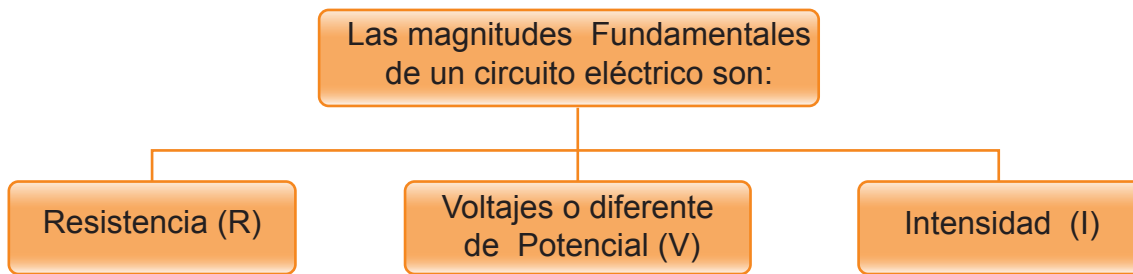 Las magnitudes Fundamentales
de un circuito eléctrico son:
Resistencia (R)
Voltajes o diferente
de Potencial (V)
Intensidad (I)